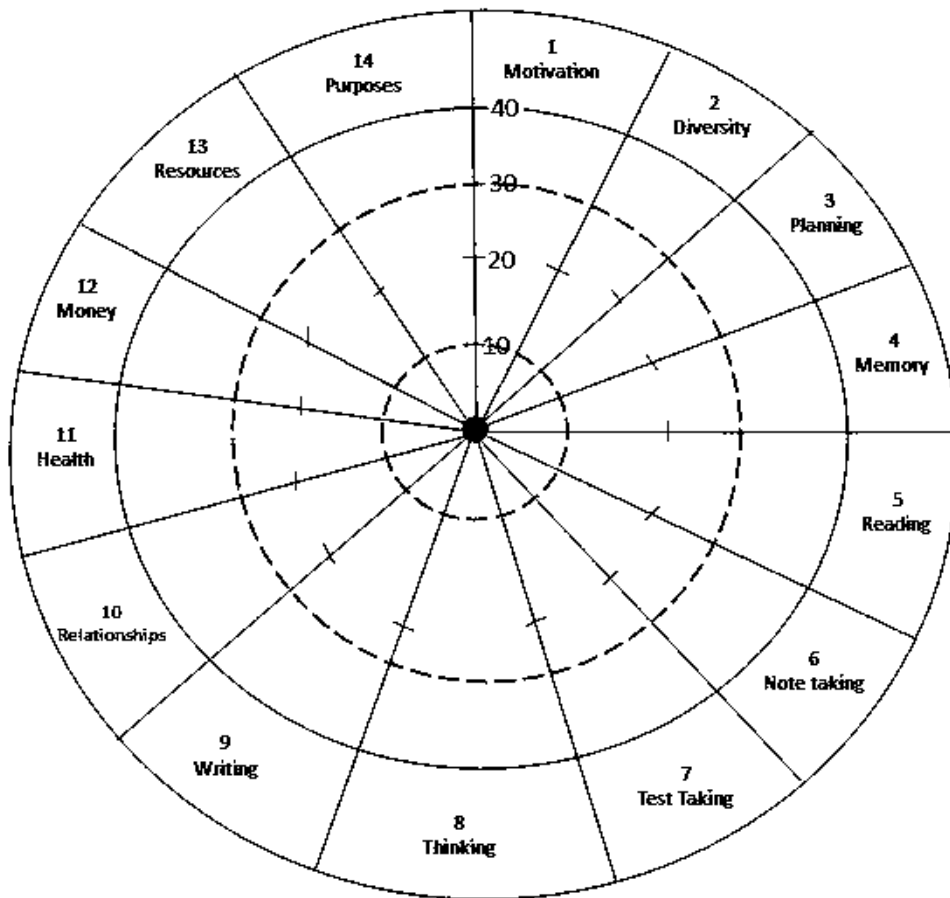 1
Motivation
2
Diversity
3
Planning
4
Memory
5
Reading
6
Note taking
7
Test Taking
8
Thinking
9
Writing
10
Relationships
11
Health
12
Money
13
Resources
14
Purposes
40
30
20
10